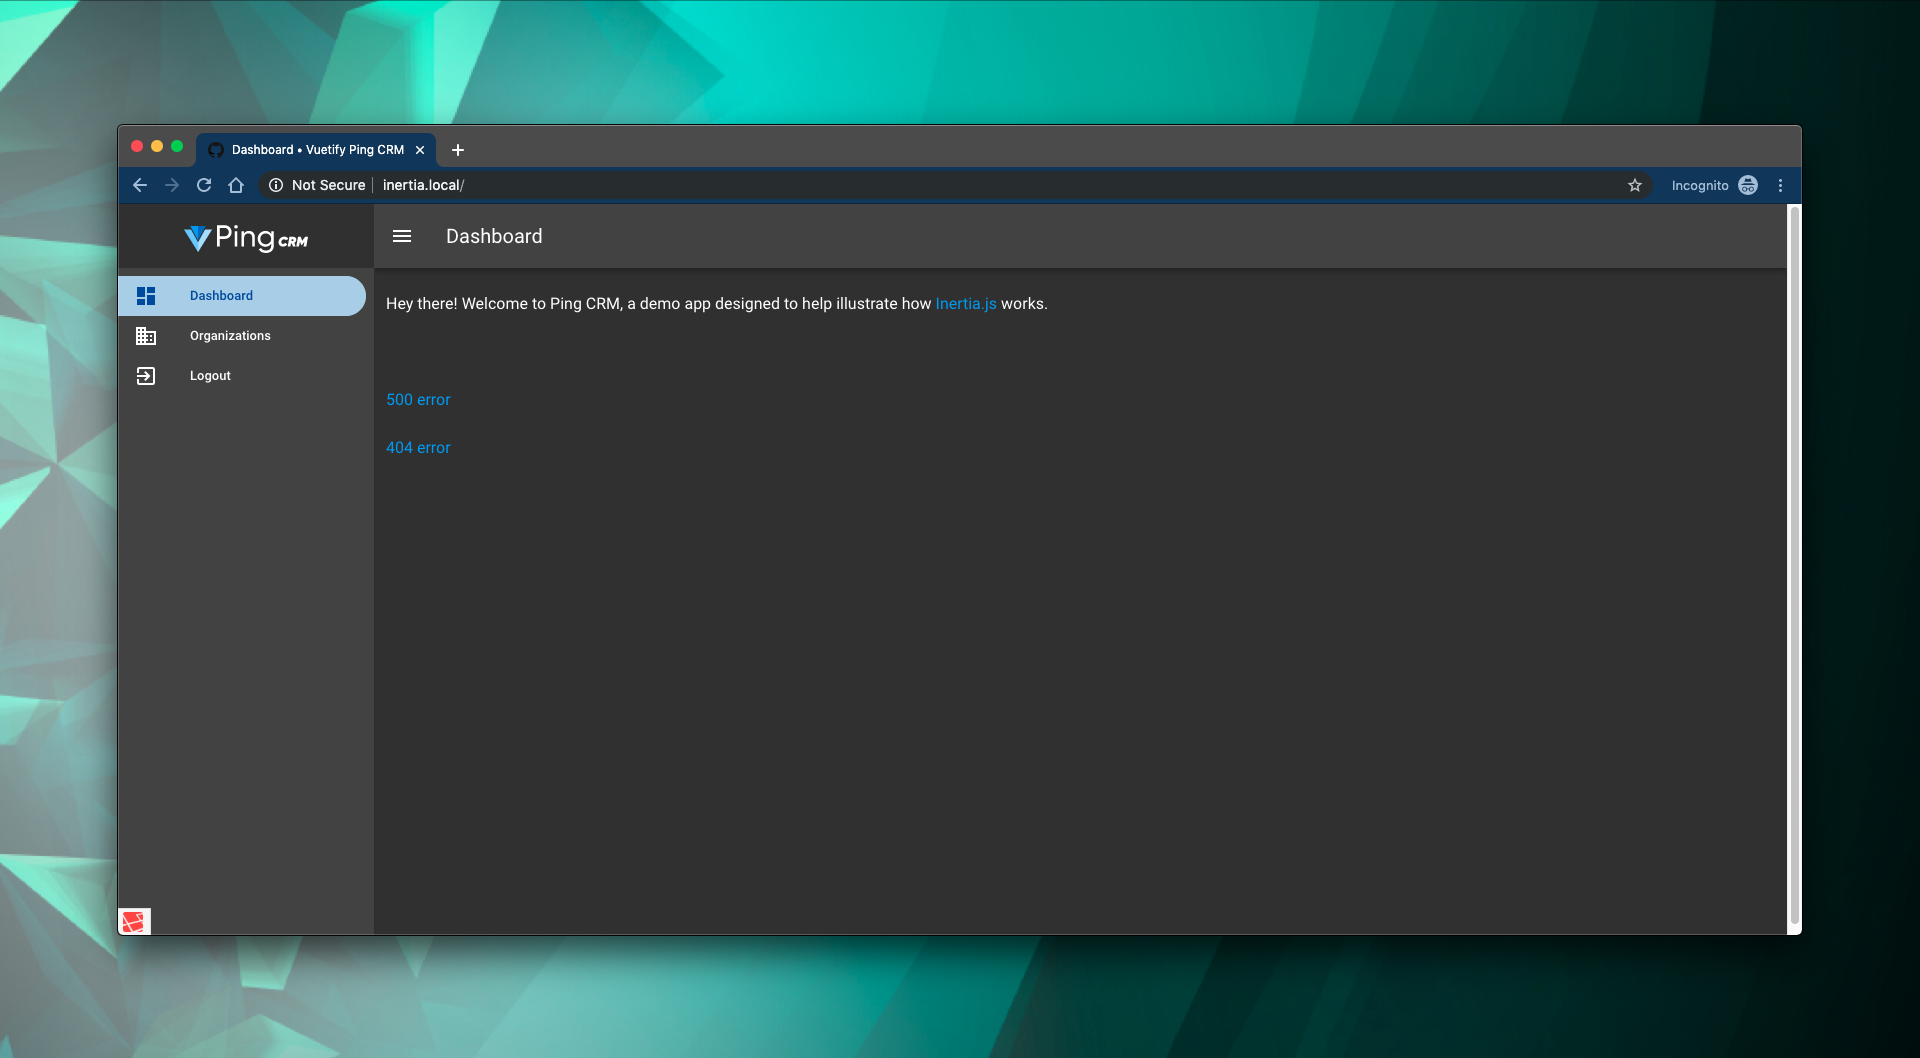 Dashboard • Vuetify Ping CRM
Not Secure
inertia.local/
Incognito
Ping CRM
Dashboard
Dashboard
Organizations
Logout
Hey there! Welcome to Ping CRM, a demo app designed to help illustrate how Inertia.js works.
500 error
404 error